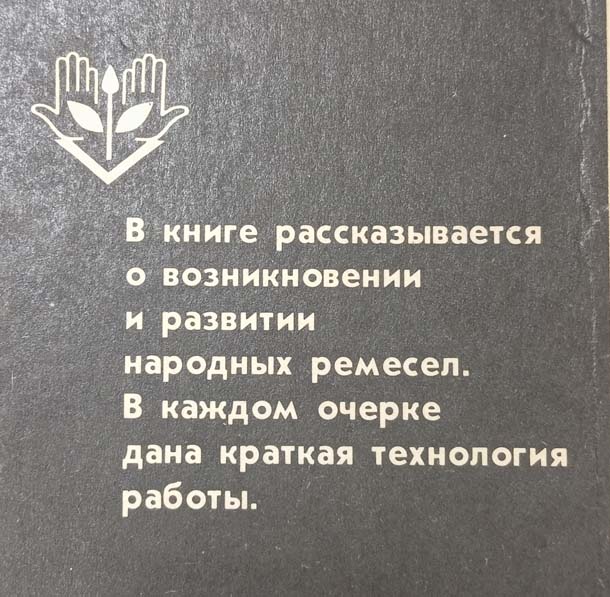 В книге рассказывается
о возникновении
и развитии
народных ремесел.
В каждом очерке
дана краткая технология
работы.